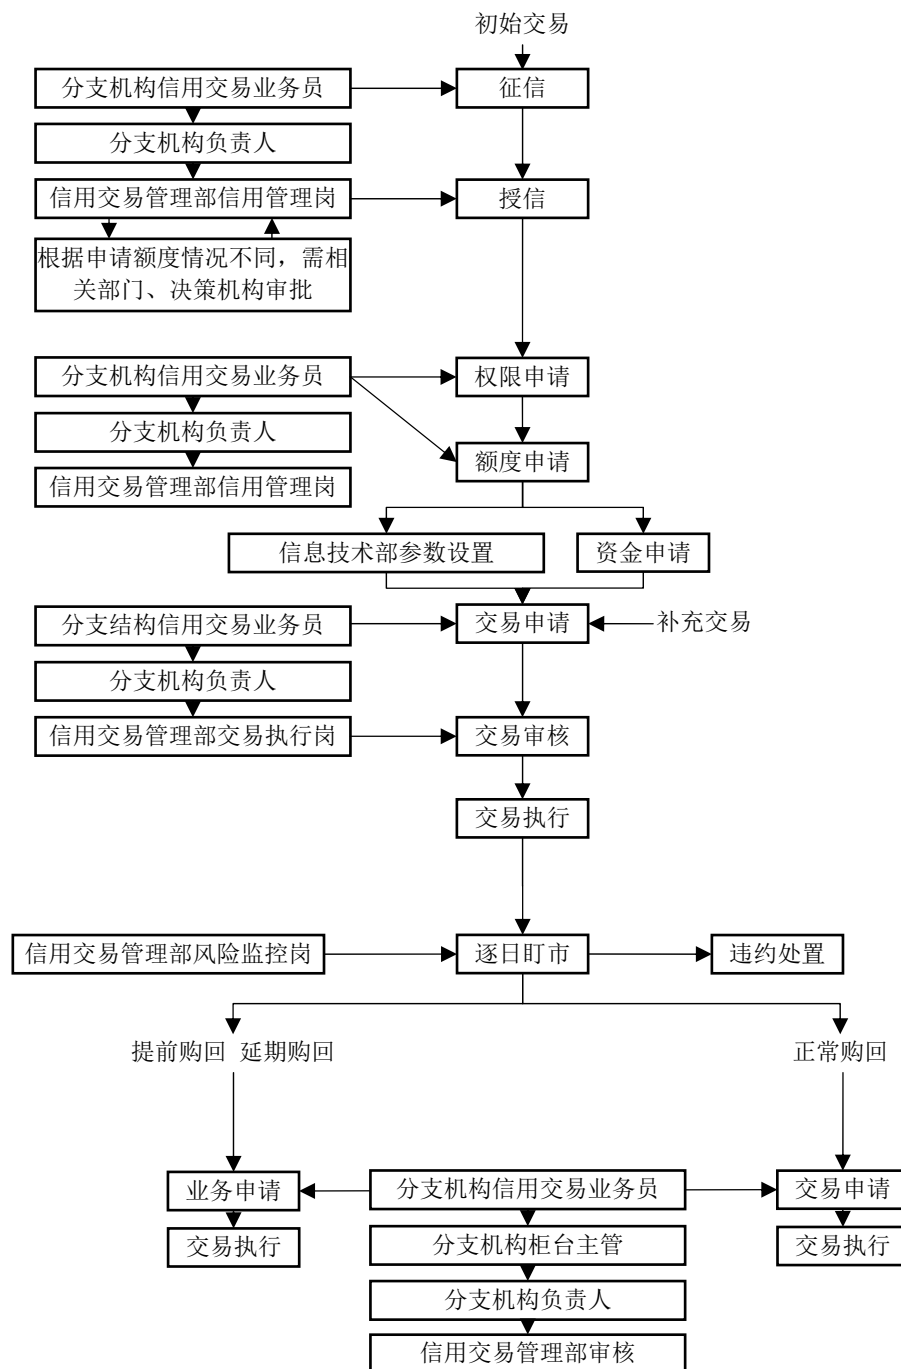 初始交易
分支机构信用交易业务员
征信
分支机构负责人
信用交易管理部信用管理岗
授信
根据申请额度情况不同，需相
关部门、决策机构审批
分支机构信用交易业务员
权限申请
分支机构负责人
额度申请
信用交易管理部信用管理岗
信息技术部参数设置
资金申请
分支结构信用交易业务员
交易申请
补充交易
分支机构负责人
信用交易管理部交易执行岗
交易审核
交易执行
信用交易管理部风险监控岗
逐日盯市
违约处置
提前购回 延期购回
正常购回
业务申请
分支机构信用交易业务员
交易申请
交易执行
分支机构柜台主管
交易执行
分支机构负责人
信用交易管理部审核